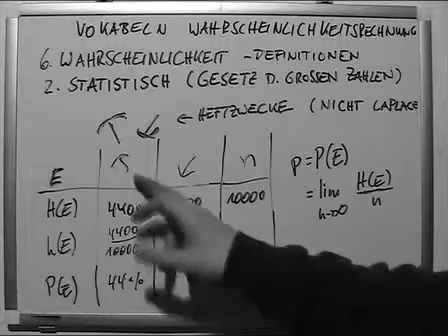 VOKABELN WAHRSCHEINLICHKEITSRECHNUNG
6. WAHRSCHEINLICHKEIT - DEFINITIONEN
2. STATISTISCH (GESETZ D. GROSSEN ZAHLEN)
← HEFTZWECKE (NICHT LAPLACE
E n
H(E) 4400 00 10000
h(E) 4400/10000
P(E) 44%
p = P(E)
= lim n→∞ H(E)/n